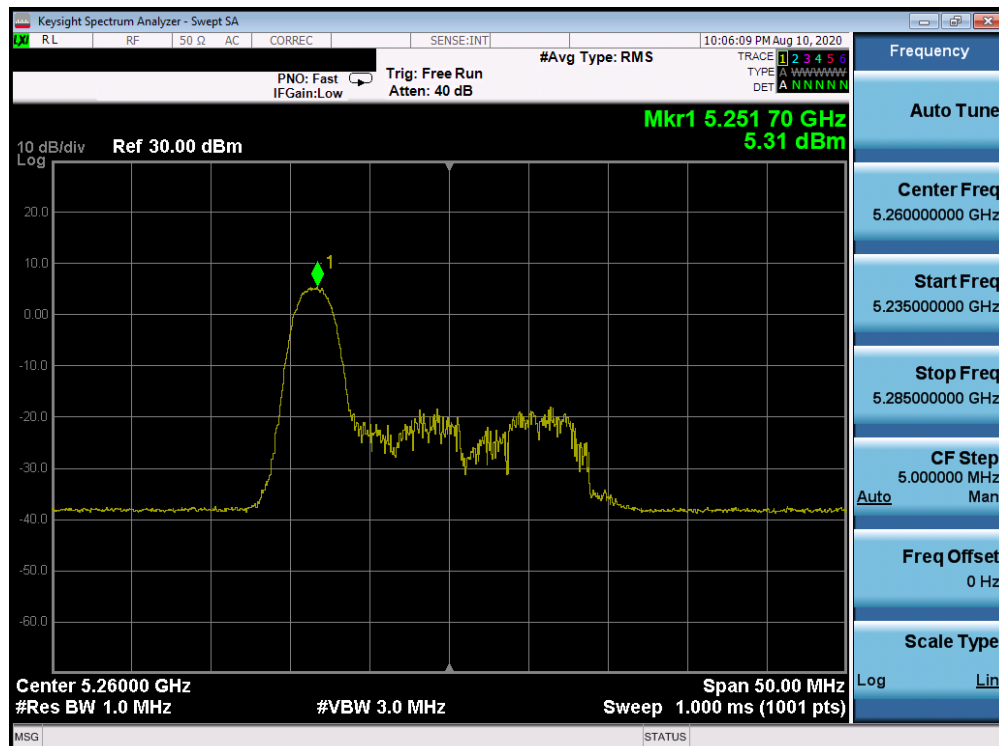 Keysight Spectrum Analyzer - Swept SA
LXI RL RF 50 Ω AC CORREC SENSE:INT 10:06:09 PM Aug 10, 2020
#Avg Type: RMS
TRACE 1 2 3 4 5 6
TYPE A WWWWW
DET A N N N N N
PNO: Fast
IFGain:Low
Trig: Free Run
Atten: 40 dB
Mkr1 5.251 70 GHz
5.31 dBm
10 dB/div
Log
Ref 30.00 dBm
20.0
10.0
0.00
-10.0
-20.0
-30.0
-40.0
-50.0
-60.0
1
Center 5.26000 GHz
Span 50.00 MHz
#Res BW 1.0 MHz
#VBW 3.0 MHz
Sweep 1.000 ms (1001 pts)
MSG
STATUS
Frequency
Auto Tune
Center Freq
5.260000000 GHz
Start Freq
5.235000000 GHz
Stop Freq
5.285000000 GHz
CF Step
5.000000 MHz
Auto Man
Freq Offset
0 Hz
Scale Type
Log Lin